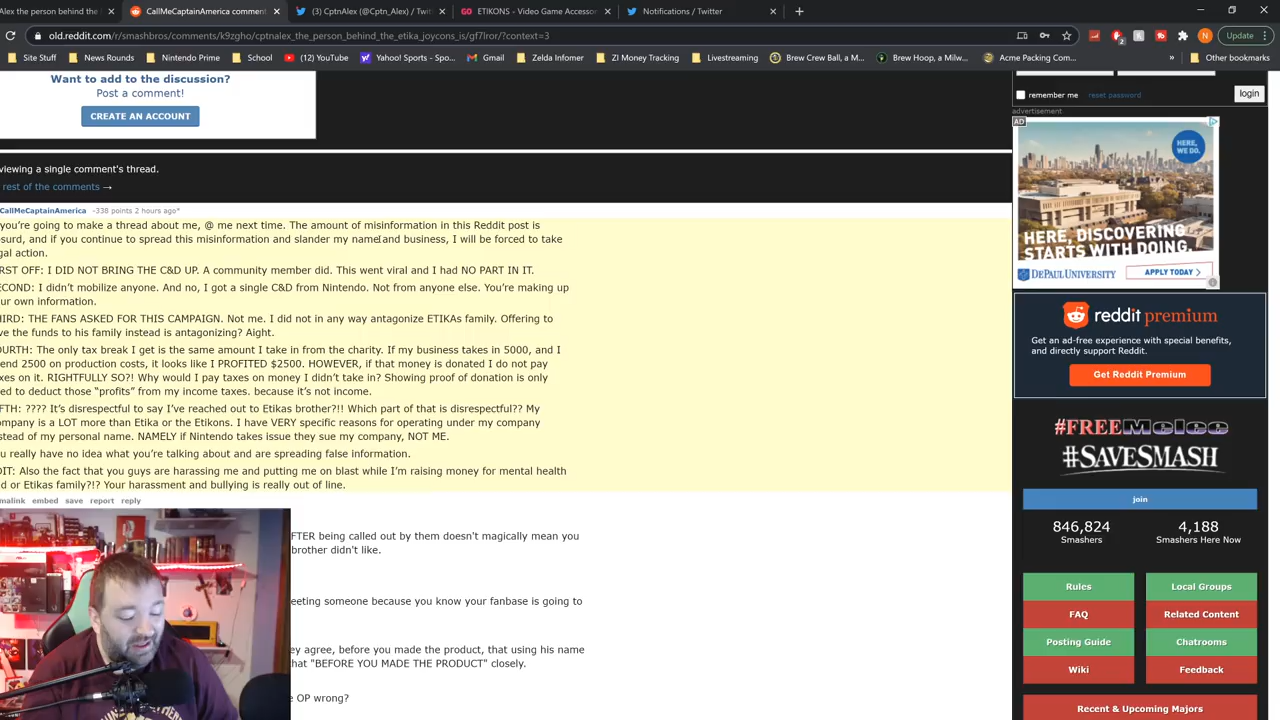 Alex the person behind the
CallMeCaptainAmerica comment
(3) CptnAlex (@Cptn_Alex) / Twit
ETIKONS - Video Game Accessor
Notifications / Twitter
old.reddit.com/r/smashbros/comments/k9zgho/cptnalex_the_person_behind_the_etika_joycons_is/gf7lror/?context=3
2
N
Update
Site Stuff
News Rounds
Nintendo Prime
School
(12) YouTube
Yahoo! Sports - Spo...
Gmail
Zelda Infomer
ZI Money Tracking
Livestreaming
Brew Crew Ball, a M...
Brew Hoop, a Milw...
Acme Packing Com...
»
Other bookmarks
Want to add to the discussion?
Post a comment!
CREATE AN ACCOUNT
remember me
reset password
login
advertisement
viewing a single comment's thread.
rest of the comments →
CallMeCaptainAmerica -338 points 2 hours ago*
you're going to make a thread about me, @ me next time. The amount of misinformation in this Reddit post is
surd, and if you continue to spread this misinformation and slander my name and business, I will be forced to take
gal action.
RST OFF: I DID NOT BRING THE C&D UP. A community member did. This went viral and I had NO PART IN IT.
ECOND: I didn't mobilize anyone. And no, I got a single C&D from Nintendo. Not from anyone else. You're making up
ur own information.
HIRD: THE FANS ASKED FOR THIS CAMPAIGN. Not me. I did not in any way antagonize ETIKAs family. Offering to
ve the funds to his family instead is antagonizing? Aight.
OURTH: The only tax break I get is the same amount I take in from the charity. If my business takes in 5000, and I
end 2500 on production costs, it looks like I PROFITED $2500. HOWEVER, if that money is donated I do not pay
xes on it. RIGHTFULLY SO?! Why would I pay taxes on money I didn't take in? Showing proof of donation is only
ed to deduct those "profits" from my income taxes. because it's not income.
FTH: ???? It's disrespectful to say I've reached out to Etikas brother?!! Which part of that is disrespectful?? My
ompany is a LOT more than Etika or the Etikons. I have VERY specific reasons for operating under my company
stead of my personal name. NAMELY if Nintendo takes issue they sue my company, NOT ME.
u really have no idea what you're talking about and are spreading false information.
DIT: Also the fact that you guys are harassing me and putting me on blast while I'm raising money for mental health
d or Etikas family?!? Your harassment and bullying is really out of line.
malink embed save report reply
FTER being called out by them doesn't magically mean you
brother didn't like.
eeting someone because you know your fanbase is going to
ey agree, before you made the product, that using his name
hat "BEFORE YOU MADE THE PRODUCT" closely.
e OP wrong?
AD
HERE,
WE DO.
HERE, DISCOVERING
STARTS WITH DOING.
DEPAUL UNIVERSITY
APPLY TODAY >
reddit premium
Get an ad-free experience with special benefits,
and directly support Reddit.
Get Reddit Premium
#FREEMelee
#SAVESMASH
join
846,824
Smashers
4,188
Smashers Here Now
Rules
Local Groups
FAQ
Related Content
Posting Guide
Chatrooms
Wiki
Feedback
Recent & Upcoming Majors